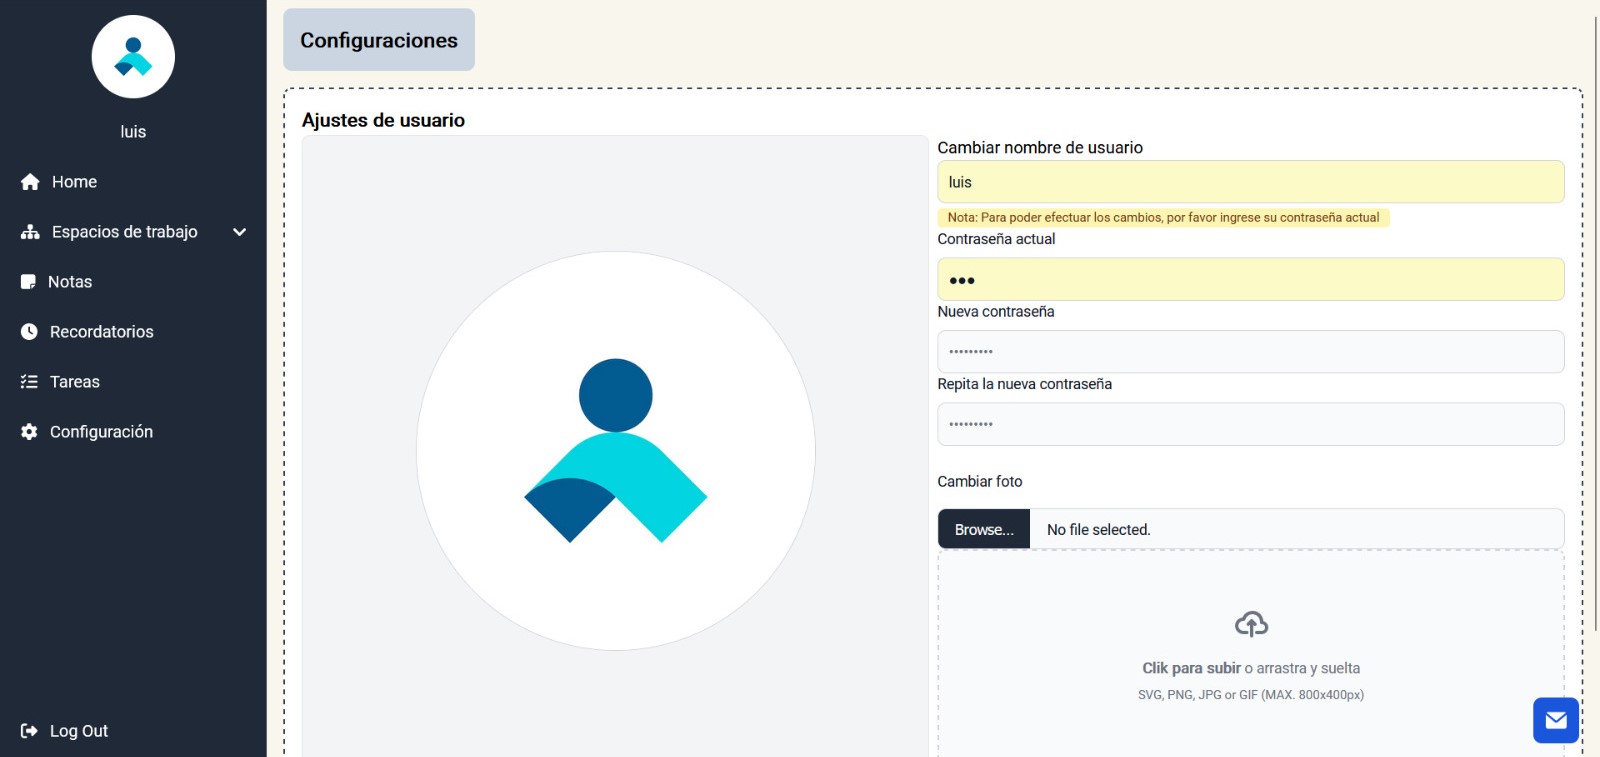 luis
Home
Espacios de trabajo
Notas
Recordatorios
Tareas
Configuración
Log Out
Configuraciones
Ajustes de usuario
Cambiar nombre de usuario
luis
Nota: Para poder efectuar los cambios, por favor ingrese su contraseña actual
Contraseña actual
•••
Nueva contraseña
•••••••••
Repita la nueva contraseña
•••••••••
Cambiar foto
Browse... No file selected.
Clik para subir o arrastra y suelta
SVG, PNG, JPG or GIF (MAX. 800x400px)